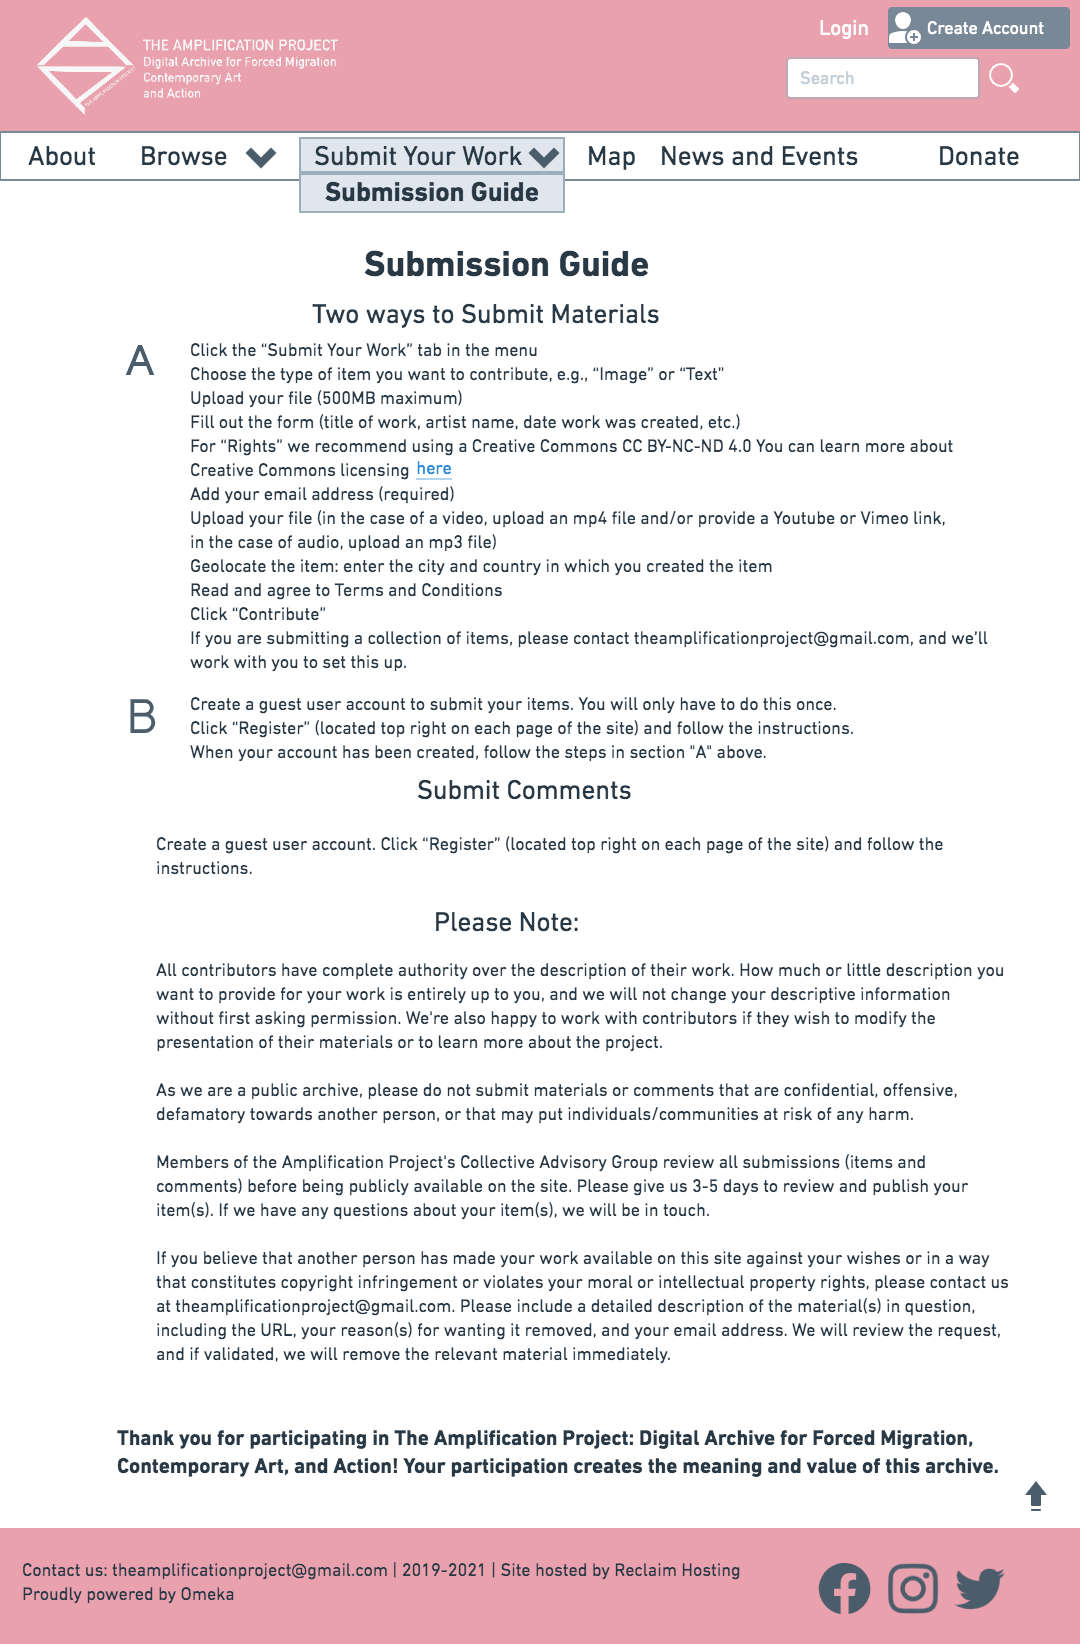 Login
Create Account
THE AMPLIFICATION PROJECT
Digital Archive for Forced Migration
Contemporary Art
and Action
THE AMPLIFICATION PROJECT
Search
About
Browse
Submit Your Work
Map
News and Events
Donate
Submission Guide
Submission Guide
Two ways to Submit Materials
A
Click the “Submit Your Work” tab in the menu
Choose the type of item you want to contribute, e.g., “Image” or “Text”
Upload your file (500MB maximum)
Fill out the form (title of work, artist name, date work was created, etc.)
For “Rights” we recommend using a Creative Commons CC BY-NC-ND 4.0 You can learn more about
Creative Commons licensing here
Add your email address (required)
Upload your file (in the case of a video, upload an mp4 file and/or provide a Youtube or Vimeo link,
in the case of audio, upload an mp3 file)
Geolocate the item: enter the city and country in which you created the item
Read and agree to Terms and Conditions
Click “Contribute”
If you are submitting a collection of items, please contact theamplificationproject@gmail.com, and we’ll
work with you to set this up.
B
Create a guest user account to submit your items. You will only have to do this once.
Click “Register” (located top right on each page of the site) and follow the instructions.
When your account has been created, follow the steps in section "A" above.
Submit Comments
Create a guest user account. Click “Register” (located top right on each page of the site) and follow the
instructions.
Please Note:
All contributors have complete authority over the description of their work. How much or little description you
want to provide for your work is entirely up to you, and we will not change your descriptive information
without first asking permission. We're also happy to work with contributors if they wish to modify the
presentation of their materials or to learn more about the project.
As we are a public archive, please do not submit materials or comments that are confidential, offensive,
defamatory towards another person, or that may put individuals/communities at risk of any harm.
Members of the Amplification Project's Collective Advisory Group review all submissions (items and
comments) before being publicly available on the site. Please give us 3-5 days to review and publish your
item(s). If we have any questions about your item(s), we will be in touch.
If you believe that another person has made your work available on this site against your wishes or in a way
that constitutes copyright infringement or violates your moral or intellectual property rights, please contact us
at theamplificationproject@gmail.com. Please include a detailed description of the material(s) in question,
including the URL, your reason(s) for wanting it removed, and your email address. We will review the request,
and if validated, we will remove the relevant material immediately.
Thank you for participating in The Amplification Project: Digital Archive for Forced Migration,
Contemporary Art, and Action! Your participation creates the meaning and value of this archive.
Contact us: theamplificationproject@gmail.com | 2019-2021 | Site hosted by Reclaim Hosting
Proudly powered by Omeka